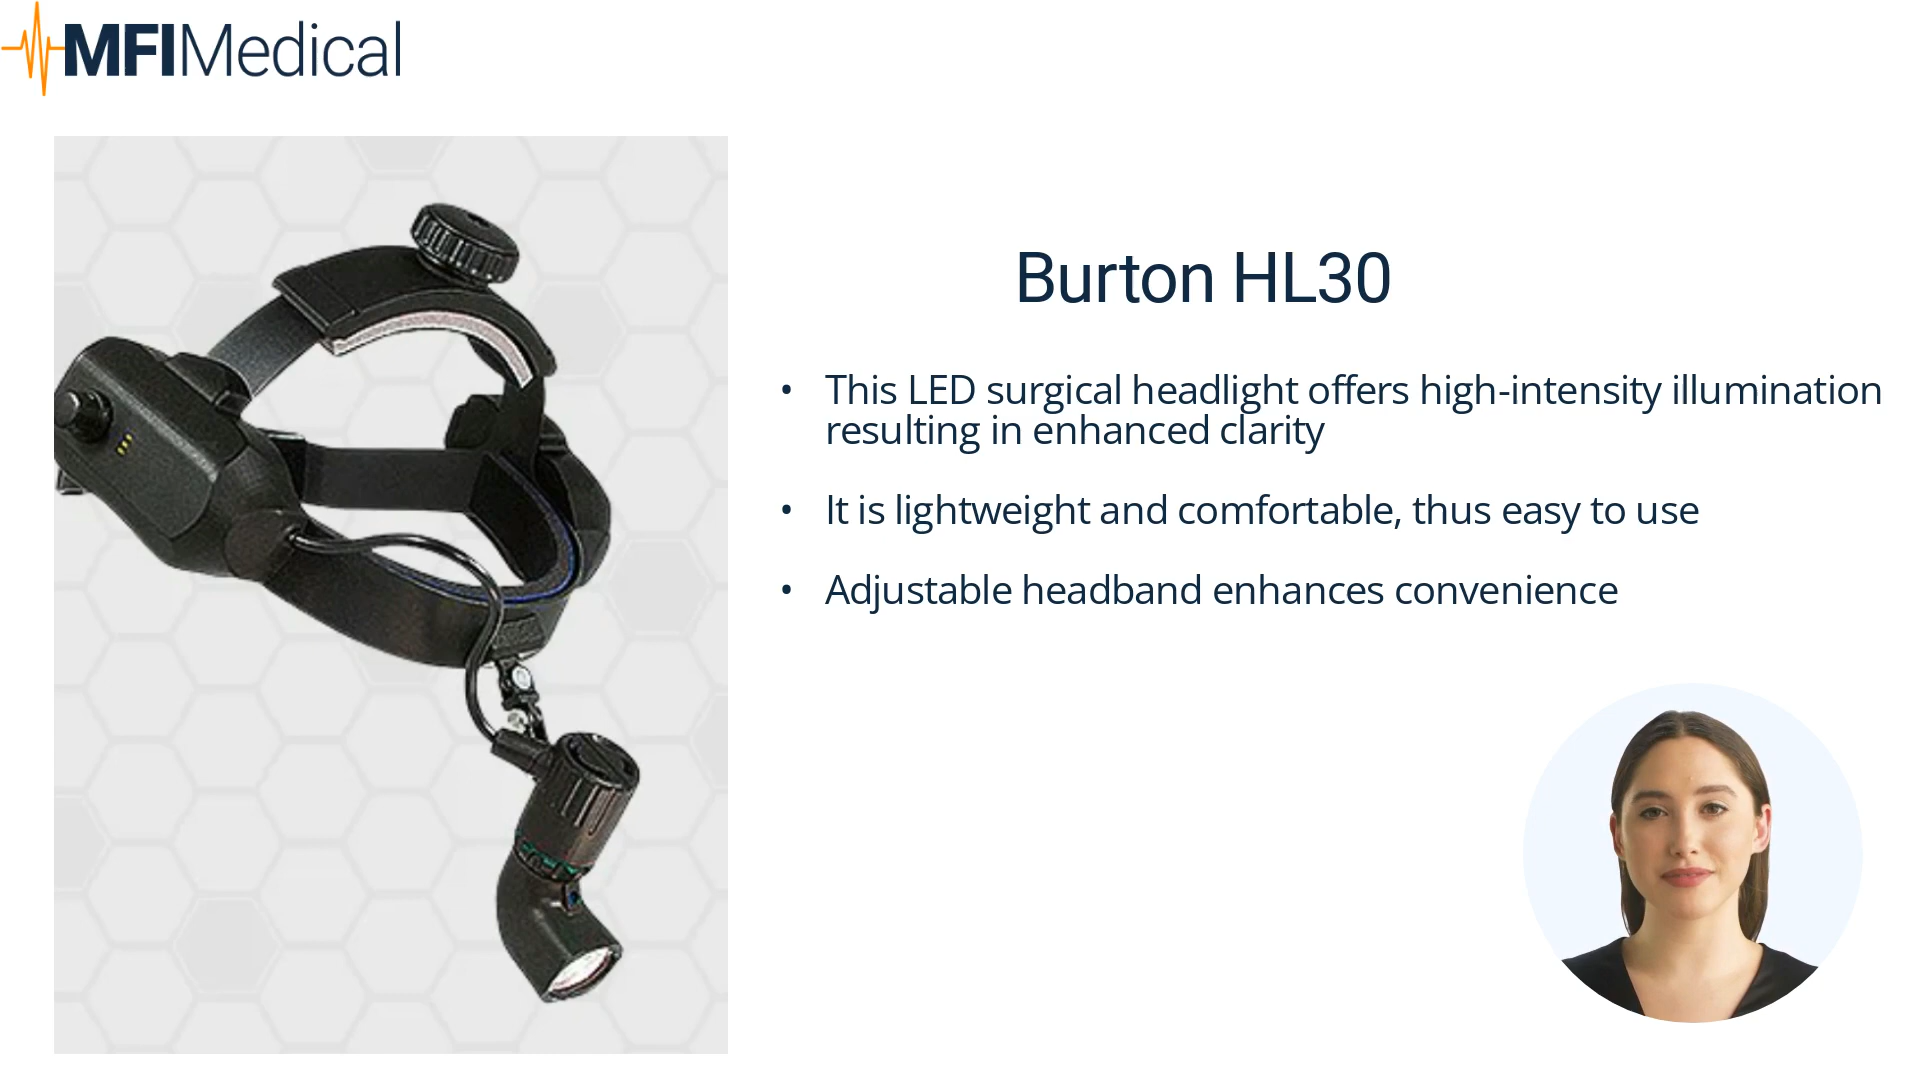 MFIMedical
Burton HL30
• This LED surgical headlight offers high-intensity illumination
resulting in enhanced clarity
• It is lightweight and comfortable, thus easy to use
• Adjustable headband enhances convenience